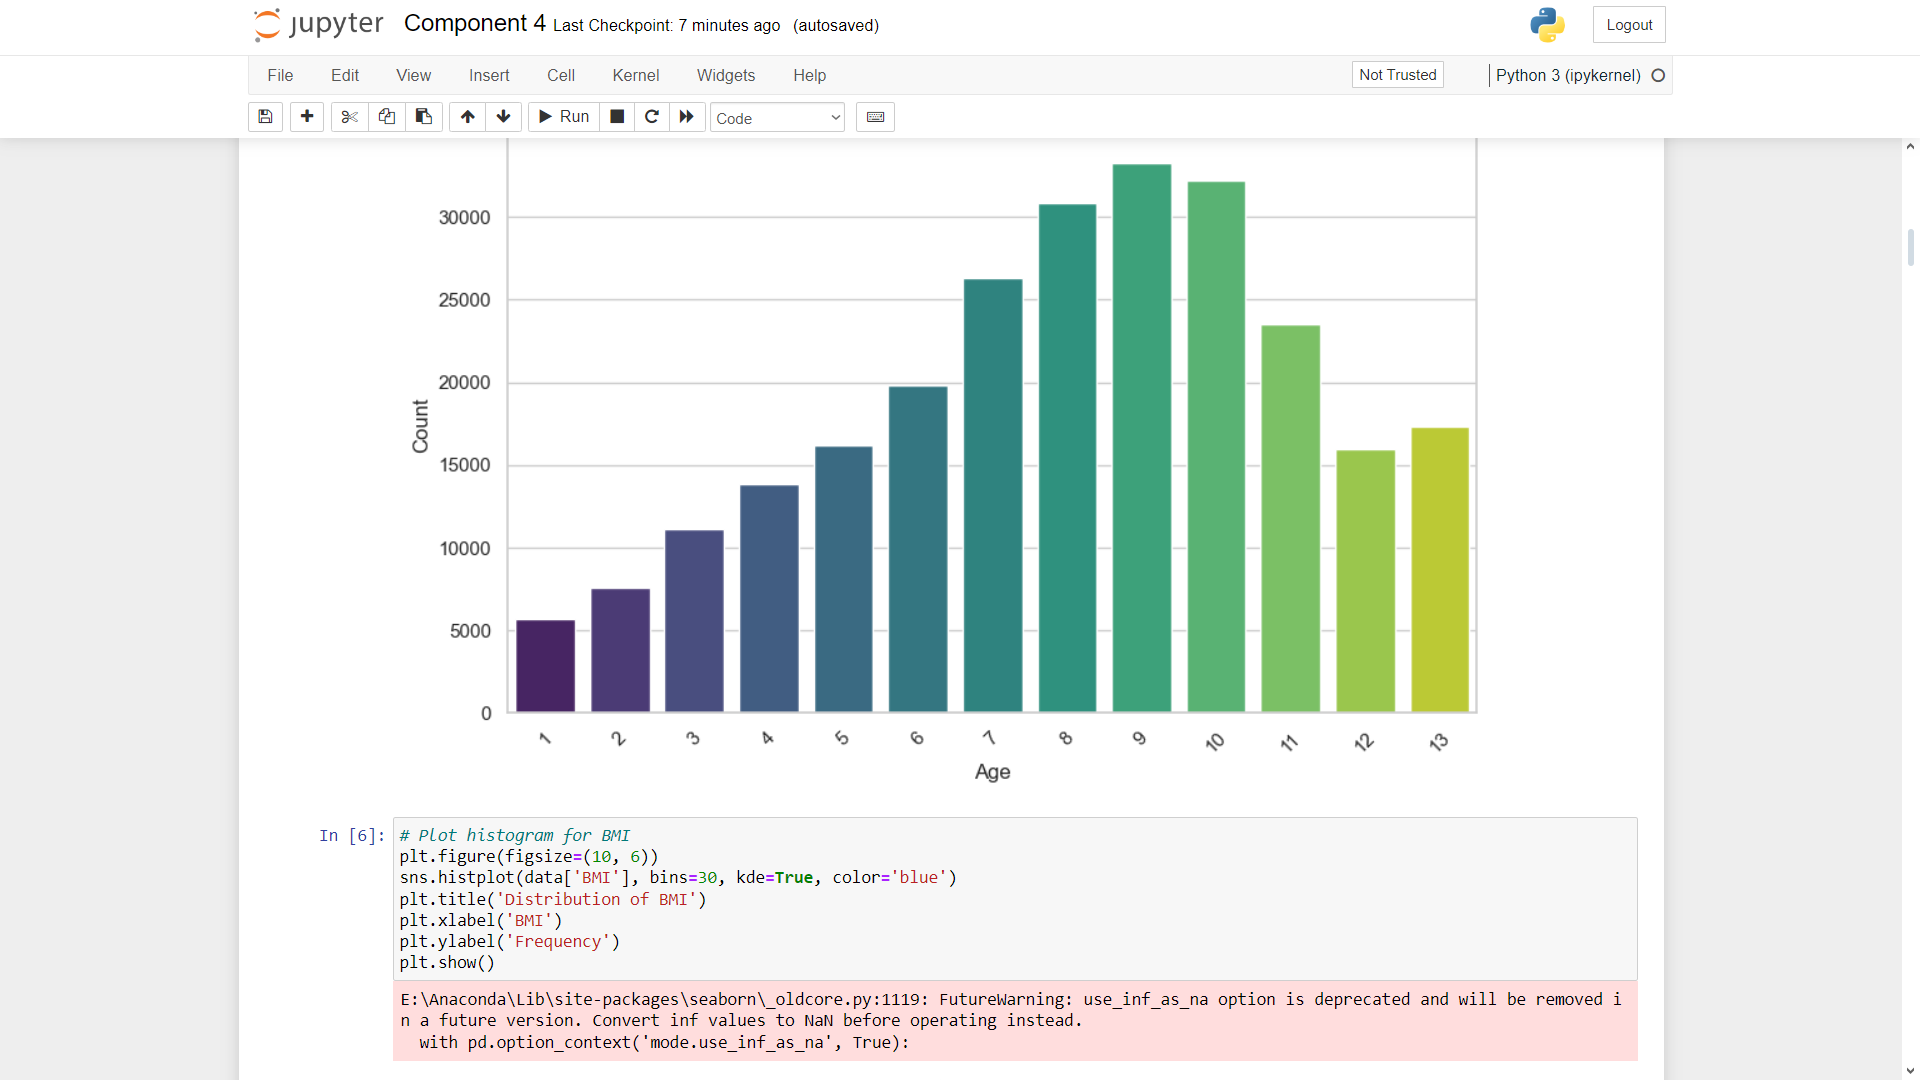 jupyter Component 4 Last Checkpoint: 7 minutes ago (autosaved)
Logout
File Edit View Insert Cell Kernel Widgets Help
Not Trusted
Python 3 (ipykernel)
Run
Code
30000
25000
20000
15000
10000
5000
0
Count
1 2 3 4 5 6 7 8 9 10 11 12 13
Age
In [6]:
# Plot histogram for BMI
plt.figure(figsize=(10, 6))
sns.histplot(data['BMI'], bins=30, kde=True, color='blue')
plt.title('Distribution of BMI')
plt.xlabel('BMI')
plt.ylabel('Frequency')
plt.show()
E:\Anaconda\Lib\site-packages\seaborn\_oldcore.py:1119: FutureWarning: use_inf_as_na option is deprecated and will be removed i
n a future version. Convert inf values to NaN before operating instead.
  with pd.option_context('mode.use_inf_as_na', True):